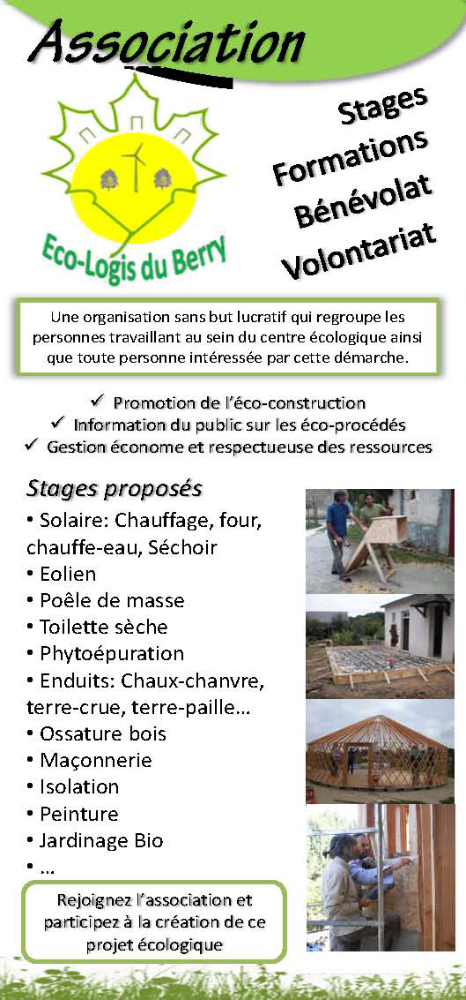 Association
Stages
Formations
Bénévolat
Volontariat
Eco-Logis du Berry
Une organisation sans but lucratif qui regroupe les
personnes travaillant au sein du centre écologique ainsi
que toute personne intéressée par cette démarche.
✓ Promotion de l'éco-construction
✓ Information du public sur les éco-procédés
✓ Gestion économe et respectueuse des ressources
Stages proposés
• Solaire: Chauffage, four,
chauffe-eau, Séchoir
• Eolien
• Poêle de masse
• Toilette sèche
• Phytoépuration
• Enduits: Chaux-chanvre,
terre-crue, terre-paille…
• Ossature bois
• Maçonnerie
• Isolation
• Peinture
• Jardinage Bio
• …
Rejoignez l'association et
participez à la création de ce
projet écologique